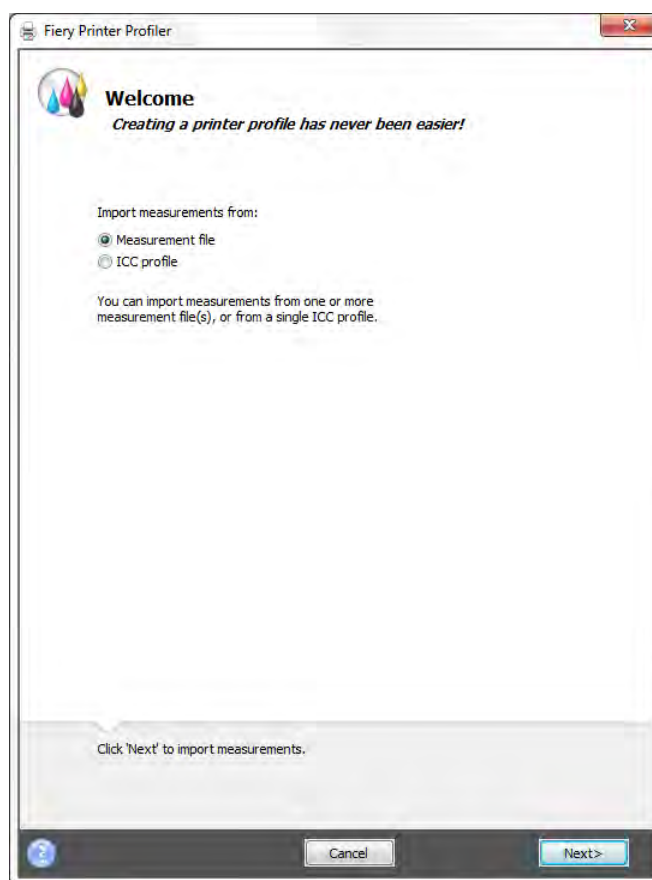 Fiery Printer Profiler
Welcome
Creating a printer profile has never been easier!
Import measurements from:
Measurement file
ICC profile
You can import measurements from one or more
measurement file(s), or from a single ICC profile.
Click 'Next' to import measurements.
?
Cancel
Next>